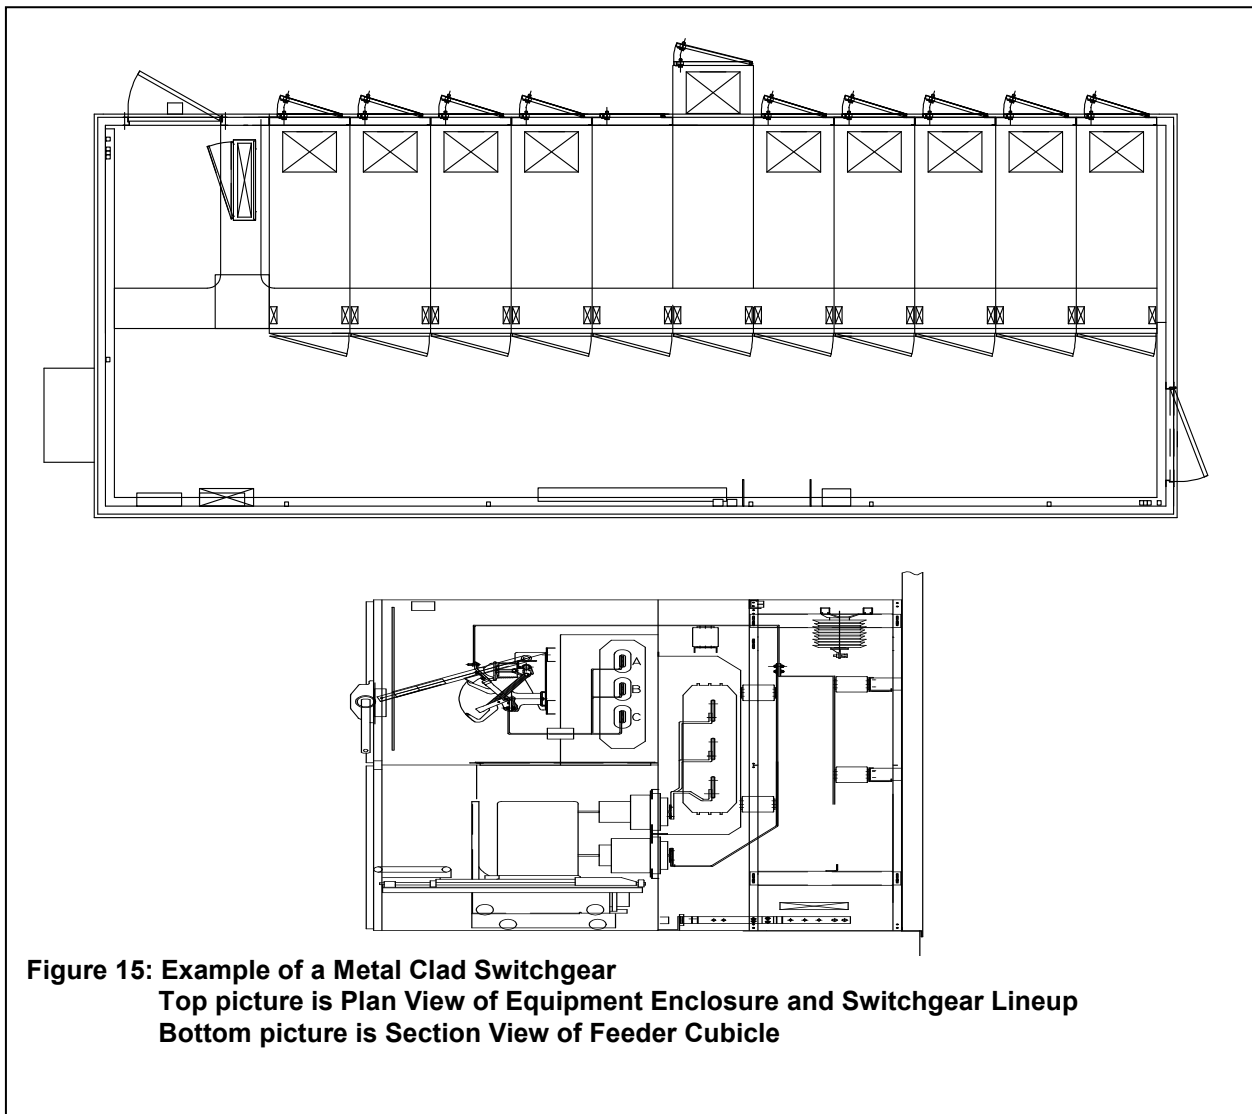 A
B
C
Figure 15: Example of a Metal Clad Switchgear
Top picture is Plan View of Equipment Enclosure and Switchgear Lineup
Bottom picture is Section View of Feeder Cubicle